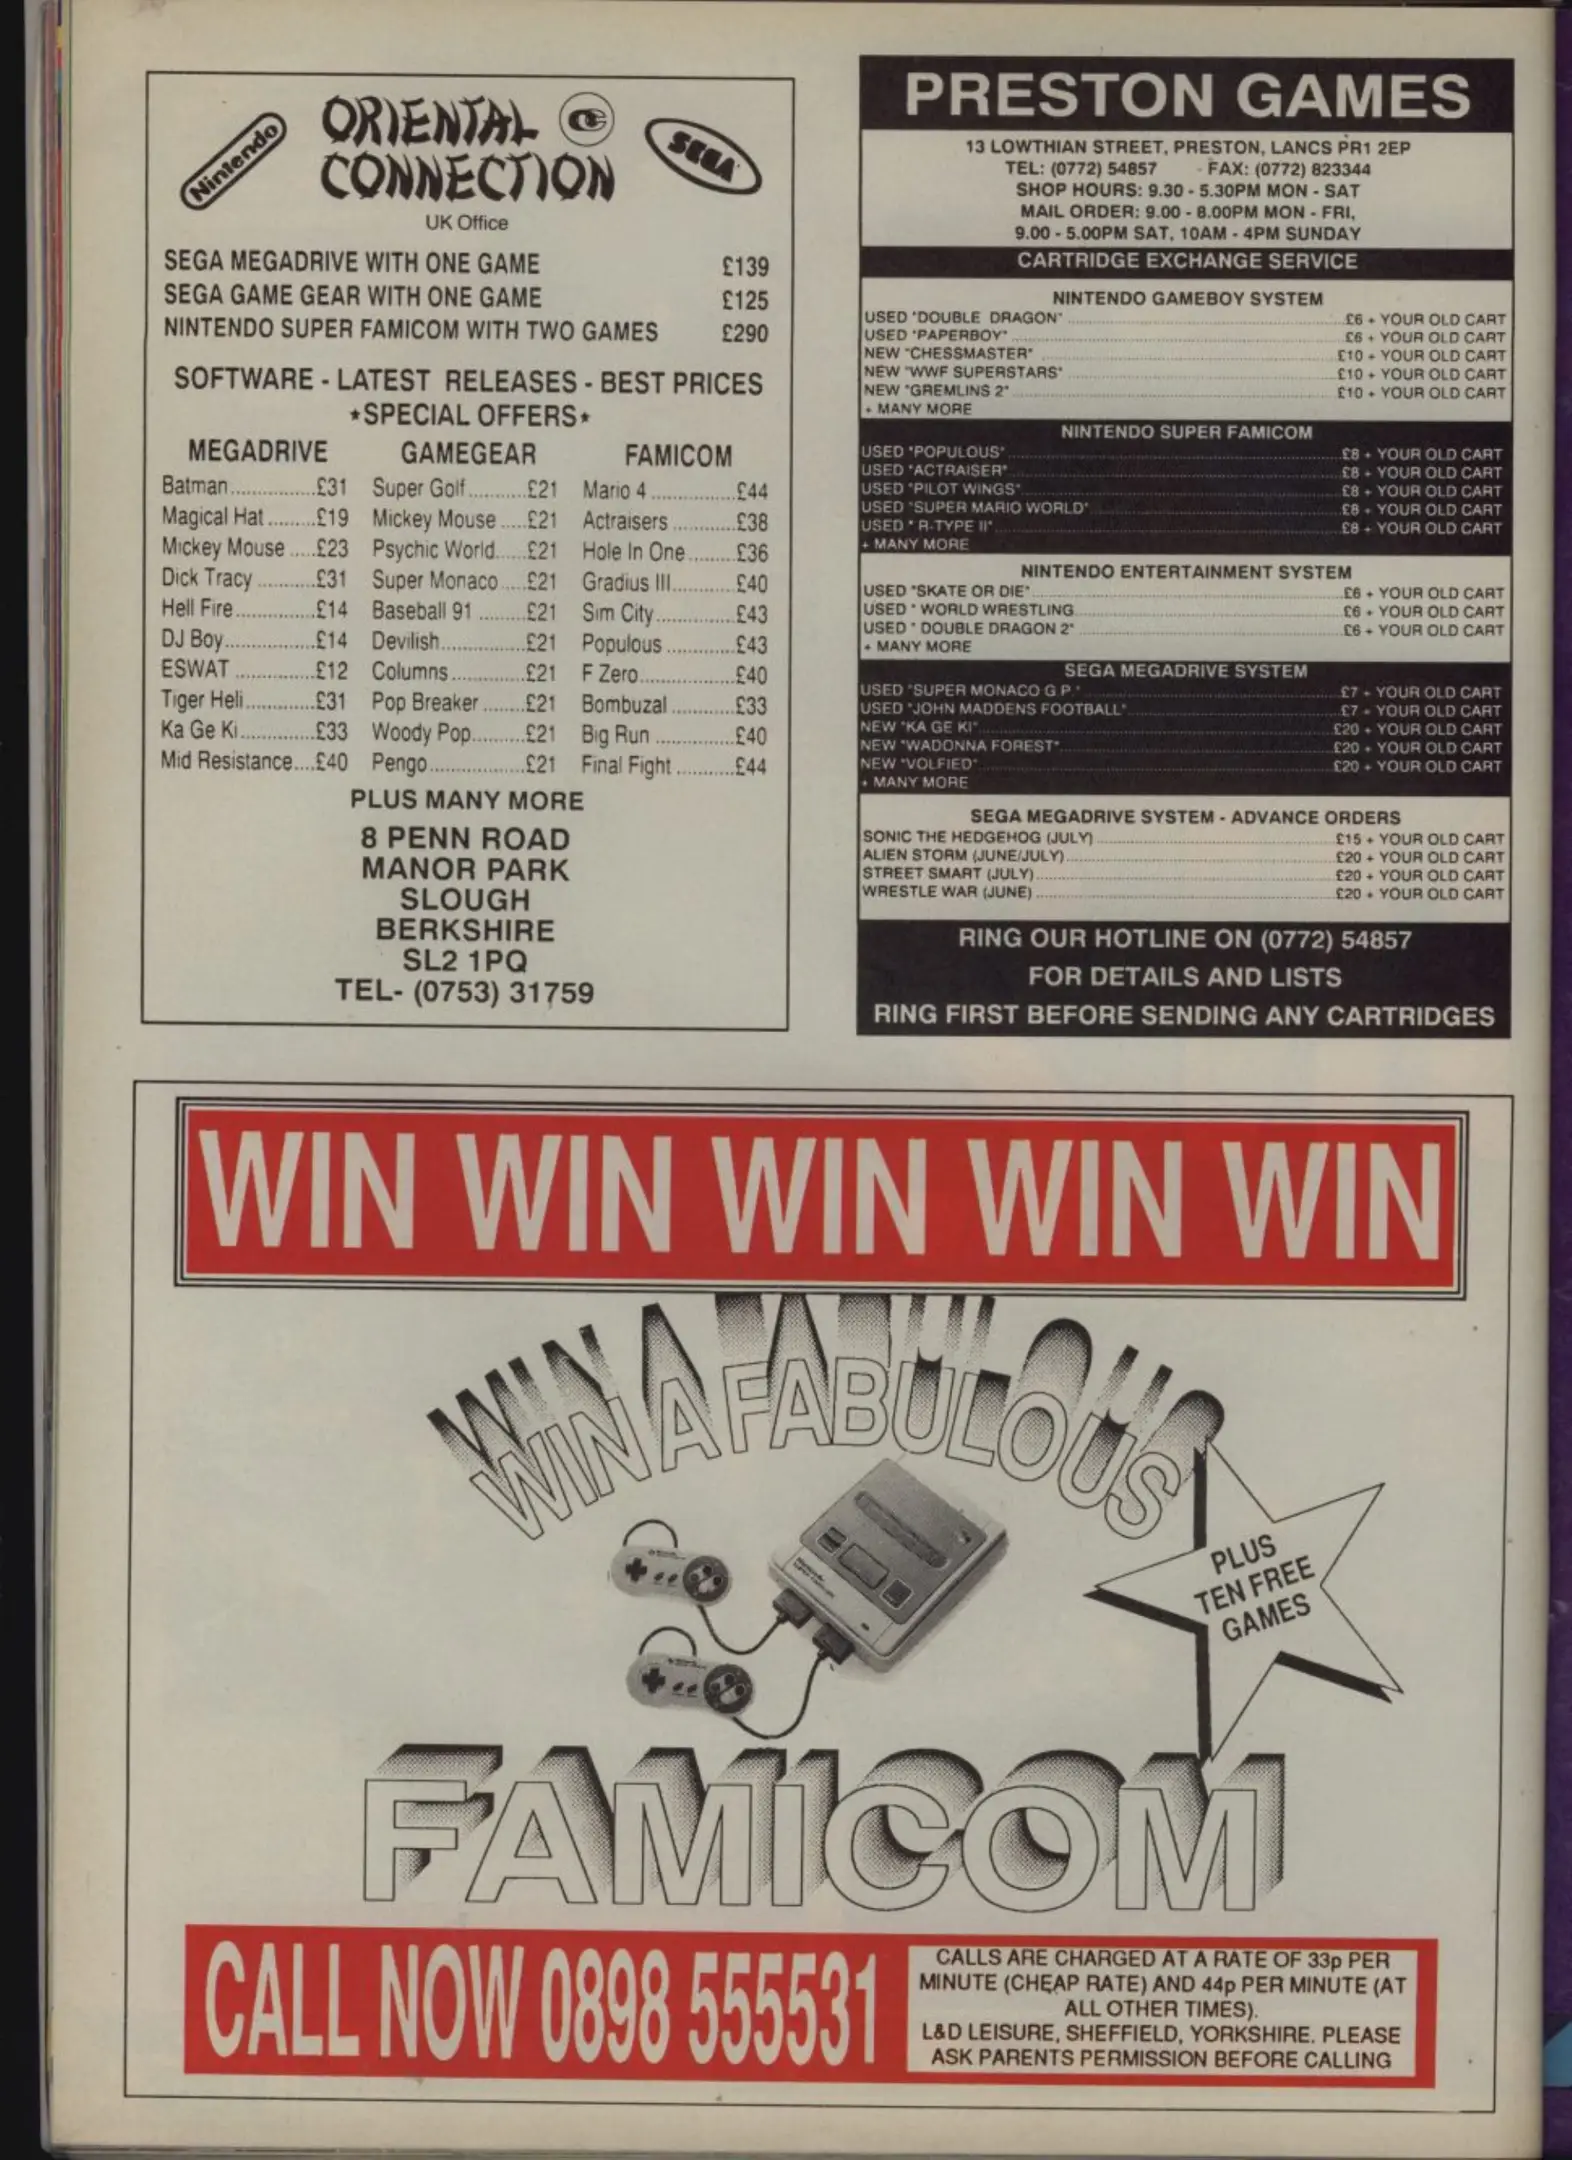 Nintendo
ORIENTAL
CONNECTION
SEGA
UK Office
SEGA MEGADRIVE WITH ONE GAME £139
SEGA GAME GEAR WITH ONE GAME £125
NINTENDO SUPER FAMICOM WITH TWO GAMES £290
SOFTWARE - LATEST RELEASES - BEST PRICES
*SPECIAL OFFERS*
MEGADRIVE GAMEGEAR FAMICOM
Batman...............£31 Super Golf...........£21 Mario 4...............£44
Magical Hat.........£19 Mickey Mouse.....£21 Actraisers............£38
Mickey Mouse.....£23 Psychic World......£21 Hole In One.........£36
Dick Tracy...........£31 Super Monaco.....£21 Gradius III............£40
Hell Fire...............£14 Baseball 91.........£21 Sim City...............£43
DJ Boy.................£14 Devilish................£21 Populous.............£43
ESWAT...............£12 Columns..............£21 F Zero..................£40
Tiger Heli.............£31 Pop Breaker........£21 Bombuzal............£33
Ka Ge Ki..............£33 Woody Pop..........£21 Big Run...............£40
Mid Resistance....£40 Pengo..................£21 Final Fight...........£44
PLUS MANY MORE
8 PENN ROAD
MANOR PARK
SLOUGH
BERKSHIRE
SL2 1PQ
TEL- (0753) 31759
PRESTON GAMES
13 LOWTHIAN STREET, PRESTON, LANCS PR1 2EP
TEL: (0772) 54857 - FAX: (0772) 823344
SHOP HOURS: 9.30 - 5.30PM MON - SAT
MAIL ORDER: 9.00 - 8.00PM MON - FRI,
9.00 - 5.00PM SAT, 10AM - 4PM SUNDAY
CARTRIDGE EXCHANGE SERVICE
NINTENDO GAMEBOY SYSTEM
USED "DOUBLE DRAGON" ..... £6 + YOUR OLD CART
USED "PAPERBOY" ..... £6 + YOUR OLD CART
NEW "CHESSMASTER" ..... £10 + YOUR OLD CART
NEW "WWF SUPERSTARS" ..... £10 + YOUR OLD CART
NEW "GREMLINS 2" ..... £10 + YOUR OLD CART
+ MANY MORE
NINTENDO SUPER FAMICOM
USED "POPULOUS" ..... £8 + YOUR OLD CART
USED "ACTRAISER" ..... £8 + YOUR OLD CART
USED "PILOT WINGS" ..... £8 + YOUR OLD CART
USED "SUPER MARIO WORLD" ..... £8 + YOUR OLD CART
USED " R-TYPE II" ..... £8 + YOUR OLD CART
+ MANY MORE
NINTENDO ENTERTAINMENT SYSTEM
USED "SKATE OR DIE" ..... £6 + YOUR OLD CART
USED " WORLD WRESTLING ..... £6 + YOUR OLD CART
USED " DOUBLE DRAGON 2" ..... £6 + YOUR OLD CART
+ MANY MORE
SEGA MEGADRIVE SYSTEM
USED "SUPER MONACO G.P." ..... £7 + YOUR OLD CART
USED "JOHN MADDENS FOOTBALL" ..... £7 + YOUR OLD CART
NEW "KA GE KI" ..... £20 + YOUR OLD CART
NEW "WADONNA FOREST" ..... £20 + YOUR OLD CART
NEW "VOLFIED" ..... £20 + YOUR OLD CART
+ MANY MORE
SEGA MEGADRIVE SYSTEM - ADVANCE ORDERS
SONIC THE HEDGEHOG (JULY) ..... £15 + YOUR OLD CART
ALIEN STORM (JUNE/JULY) ..... £20 + YOUR OLD CART
STREET SMART (JULY) ..... £20 + YOUR OLD CART
WRESTLE WAR (JUNE) ..... £20 + YOUR OLD CART
RING OUR HOTLINE ON (0772) 54857
FOR DETAILS AND LISTS
RING FIRST BEFORE SENDING ANY CARTRIDGES
WIN WIN WIN WIN WIN
WIN A FABULOUS
PLUS
TEN FREE
GAMES
FAMICOM
CALL NOW 0898 555531
CALLS ARE CHARGED AT A RATE OF 33p PER
MINUTE (CHEAP RATE) AND 44p PER MINUTE (AT
ALL OTHER TIMES).
L&D LEISURE, SHEFFIELD, YORKSHIRE. PLEASE
ASK PARENTS PERMISSION BEFORE CALLING